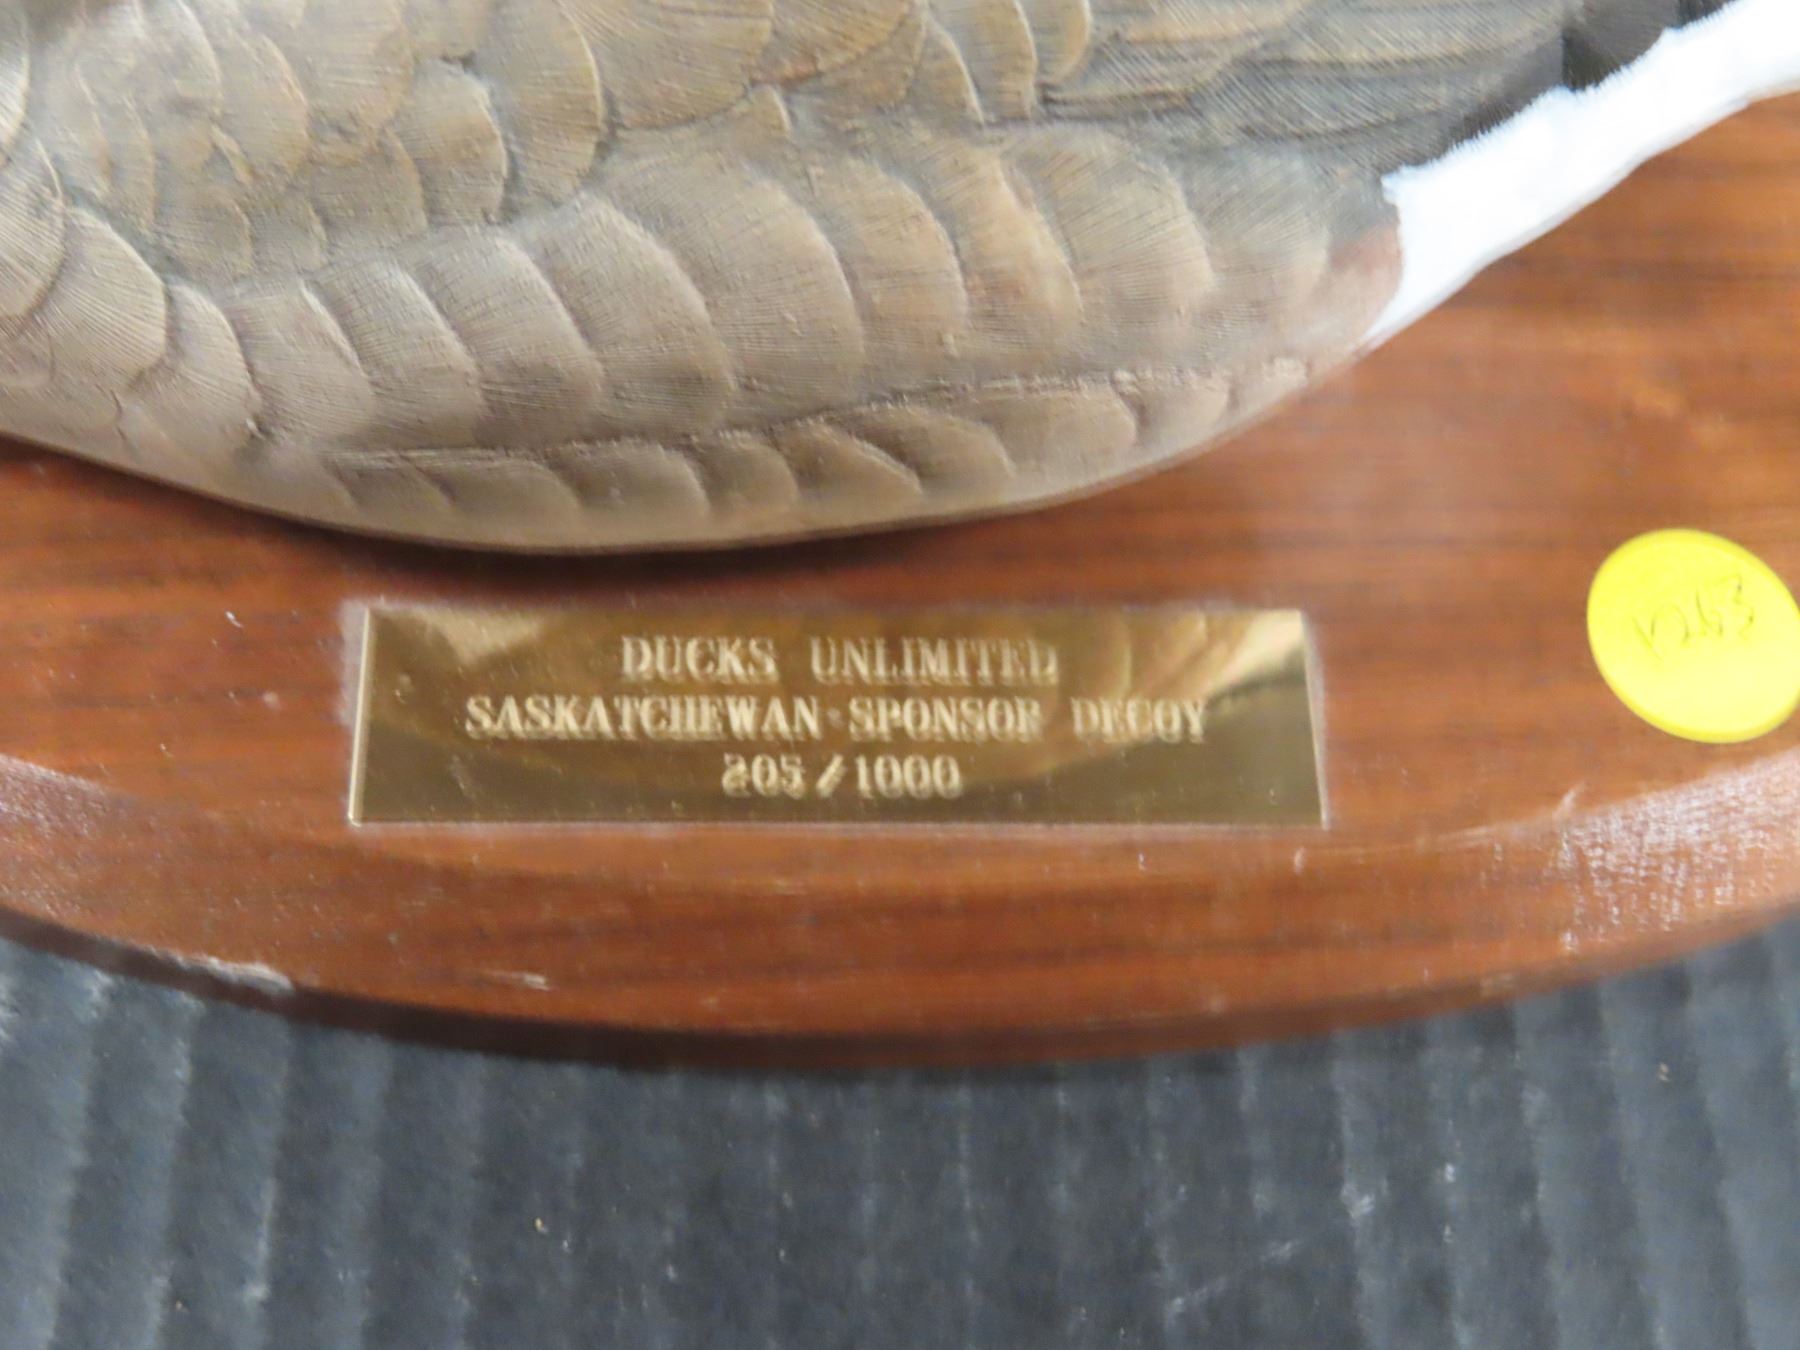 DUCKS UNLIMITED
SASKATCHEWAN SPONSOR DECOY
205/1000